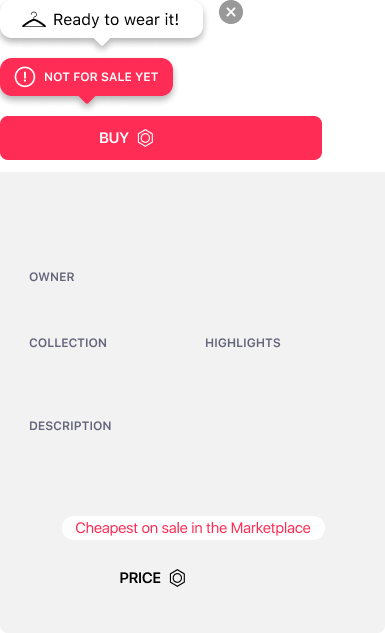 Ready to wear it!
NOT FOR SALE YET
BUY
OWNER
COLLECTION
HIGHLIGHTS
DESCRIPTION
Cheapest on sale in the Marketplace
PRICE